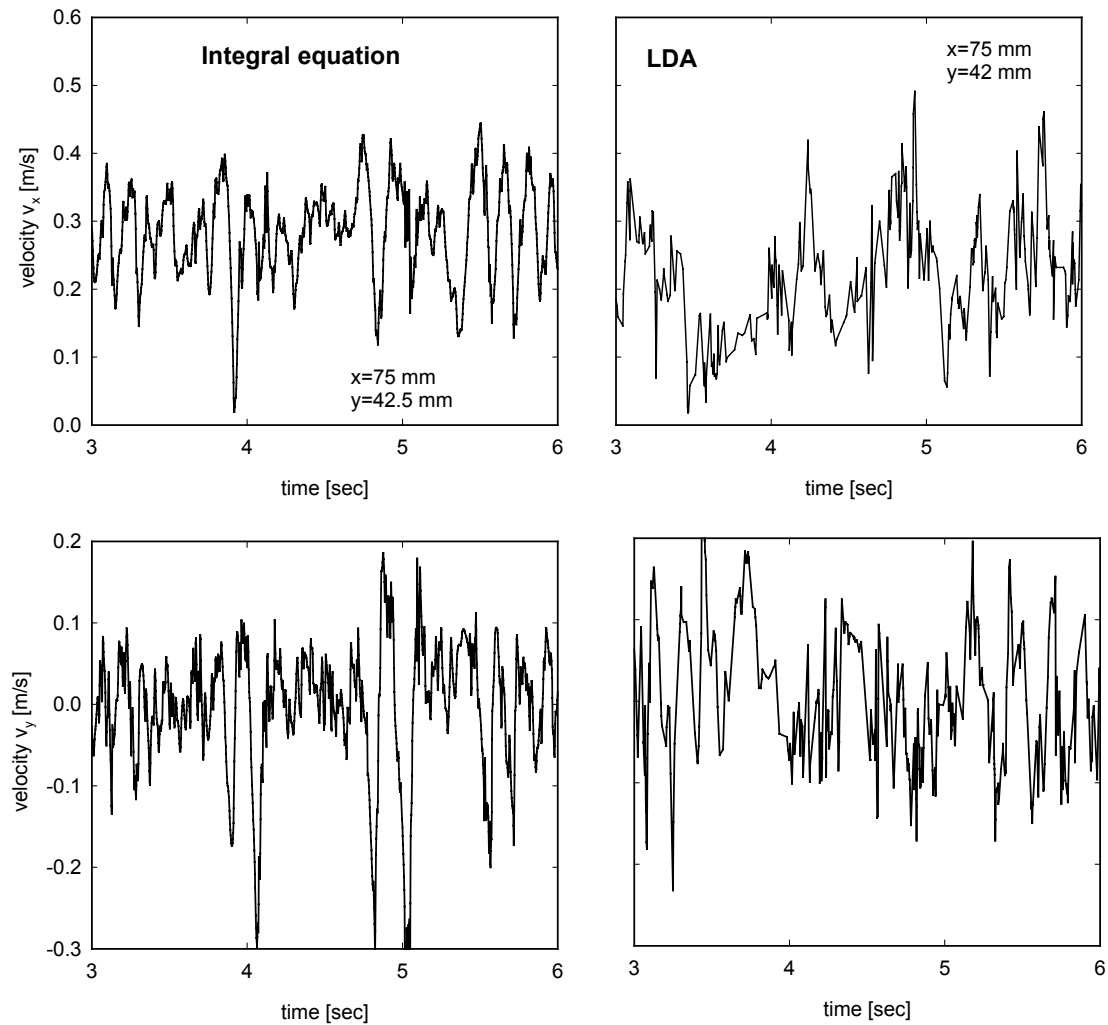 0.6
0.5
0.4
0.3
0.2
0.1
0.0
velocity v_x [m/s]
Integral equation
x=75 mm
y=42.5 mm
3 4 5 6
time [sec]
LDA
x=75 mm
y=42 mm
3 4 5 6
time [sec]
0.2
0.1
0.0
-0.1
-0.2
-0.3
velocity v_y [m/s]
3 4 5 6
time [sec]
3 4 5 6
time [sec]